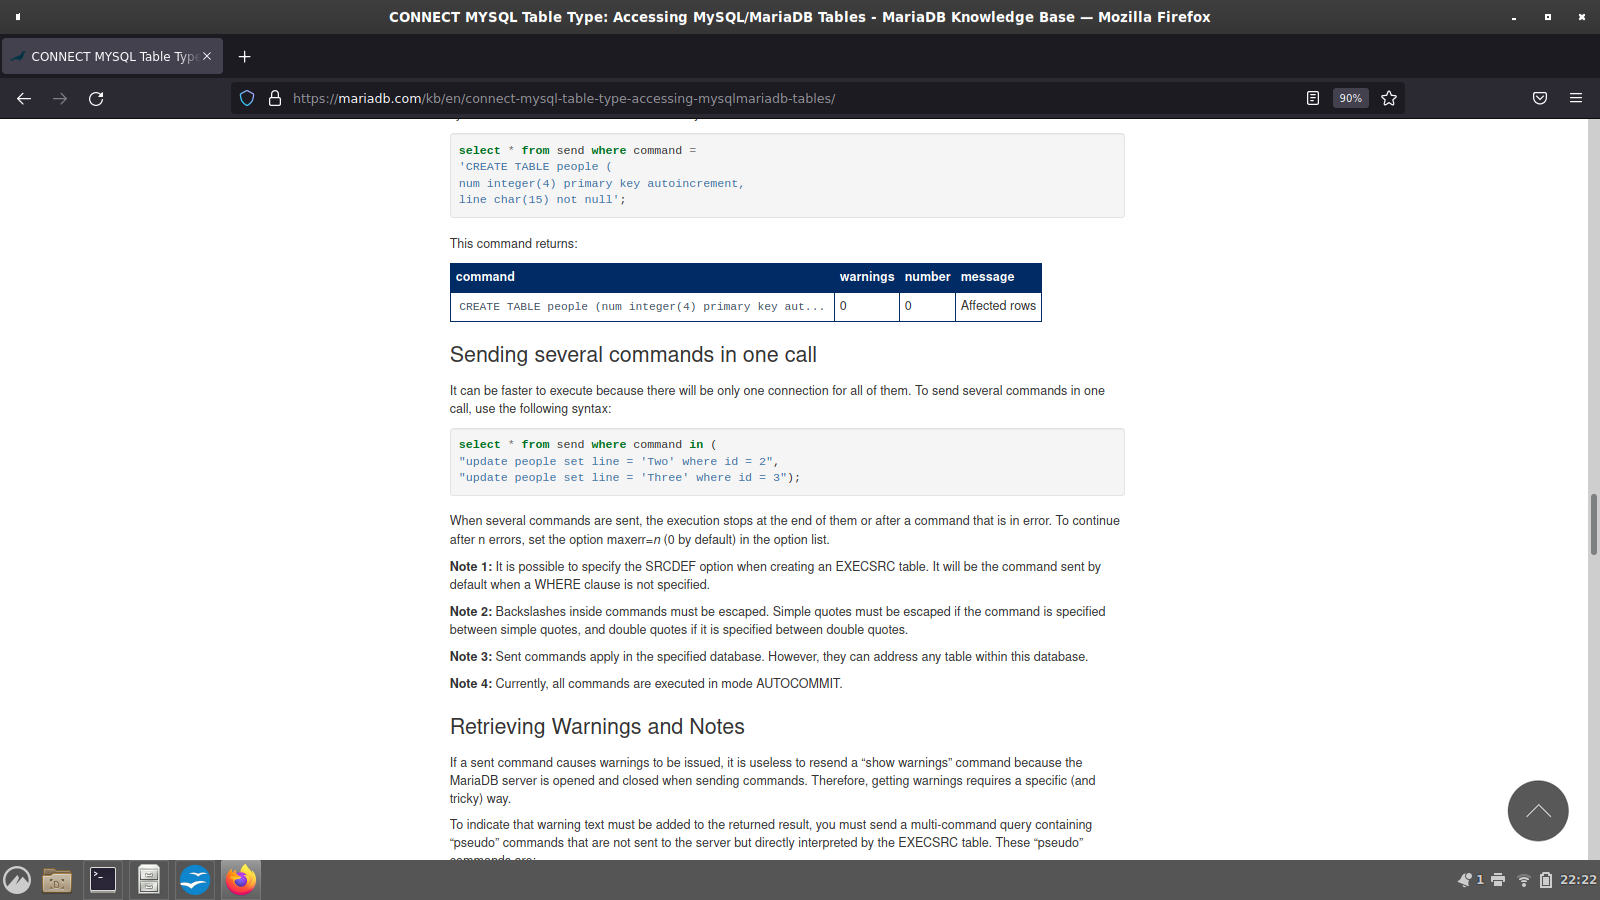 CONNECT MYSQL Table Type: Accessing MySQL/MariaDB Tables - MariaDB Knowledge Base — Mozilla Firefox
CONNECT MYSQL Table Type
https://mariadb.com/kb/en/connect-mysql-table-type-accessing-mysqlmariadb-tables/
90%
select * from send where command =
'CREATE TABLE people (
num integer(4) primary key autoincrement,
line char(15) not null';
This command returns:
command warnings number message
CREATE TABLE people (num integer(4) primary key aut... 0 0 Affected rows
Sending several commands in one call
It can be faster to execute because there will be only one connection for all of them. To send several commands in one
call, use the following syntax:
select * from send where command in (
"update people set line = 'Two' where id = 2",
"update people set line = 'Three' where id = 3");
When several commands are sent, the execution stops at the end of them or after a command that is in error. To continue
after n errors, set the option maxerr=n (0 by default) in the option list.
Note 1: It is possible to specify the SRCDEF option when creating an EXECSRC table. It will be the command sent by
default when a WHERE clause is not specified.
Note 2: Backslashes inside commands must be escaped. Simple quotes must be escaped if the command is specified
between simple quotes, and double quotes if it is specified between double quotes.
Note 3: Sent commands apply in the specified database. However, they can address any table within this database.
Note 4: Currently, all commands are executed in mode AUTOCOMMIT.
Retrieving Warnings and Notes
If a sent command causes warnings to be issued, it is useless to resend a “show warnings” command because the
MariaDB server is opened and closed when sending commands. Therefore, getting warnings requires a specific (and
tricky) way.
To indicate that warning text must be added to the returned result, you must send a multi-command query containing
“pseudo” commands that are not sent to the server but directly interpreted by the EXECSRC table. These “pseudo”
commands are:
1
22:22